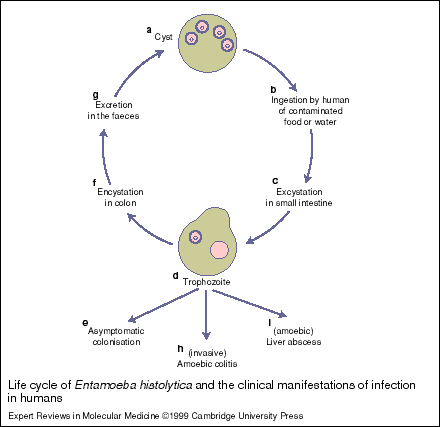 a
Cyst
b
Ingestion by human
of contaminated
food or water
c
Excystation
in small intestine
d
Trophozoite
e
Asymptomatic
colonisation
h
(invasive)
Amoebic colitis
i
(amoebic)
Liver abscess
f
Encystation
in colon
g
Excretion
in the faeces
Life cycle of Entamoeba histolytica and the clinical manifestations of infection
in humans
Expert Reviews in Molecular Medicine ©1999 Cambridge University Press